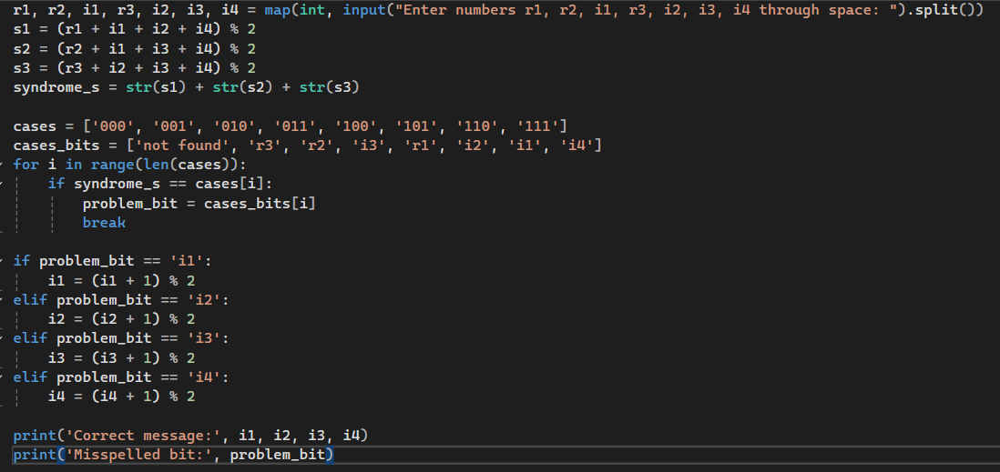 r1, r2, i1, r3, i2, i3, i4 = map(int, input("Enter numbers r1, r2, i1, r3, i2, i3, i4 through space: ").split())
s1 = (r1 + i1 + i2 + i4) % 2
s2 = (r2 + i1 + i3 + i4) % 2
s3 = (r3 + i2 + i3 + i4) % 2
syndrome_s = str(s1) + str(s2) + str(s3)

cases = ['000', '001', '010', '011', '100', '101', '110', '111']
cases_bits = ['not found', 'r3', 'r2', 'i3', 'r1', 'i2', 'i1', 'i4']
for i in range(len(cases)):
    if syndrome_s == cases[i]:
        problem_bit = cases_bits[i]
        break

if problem_bit == 'i1':
    i1 = (i1 + 1) % 2
elif problem_bit == 'i2':
    i2 = (i2 + 1) % 2
elif problem_bit == 'i3':
    i3 = (i3 + 1) % 2
elif problem_bit == 'i4':
    i4 = (i4 + 1) % 2

print('Correct message:', i1, i2, i3, i4)
print('Misspelled bit:', problem_bit)